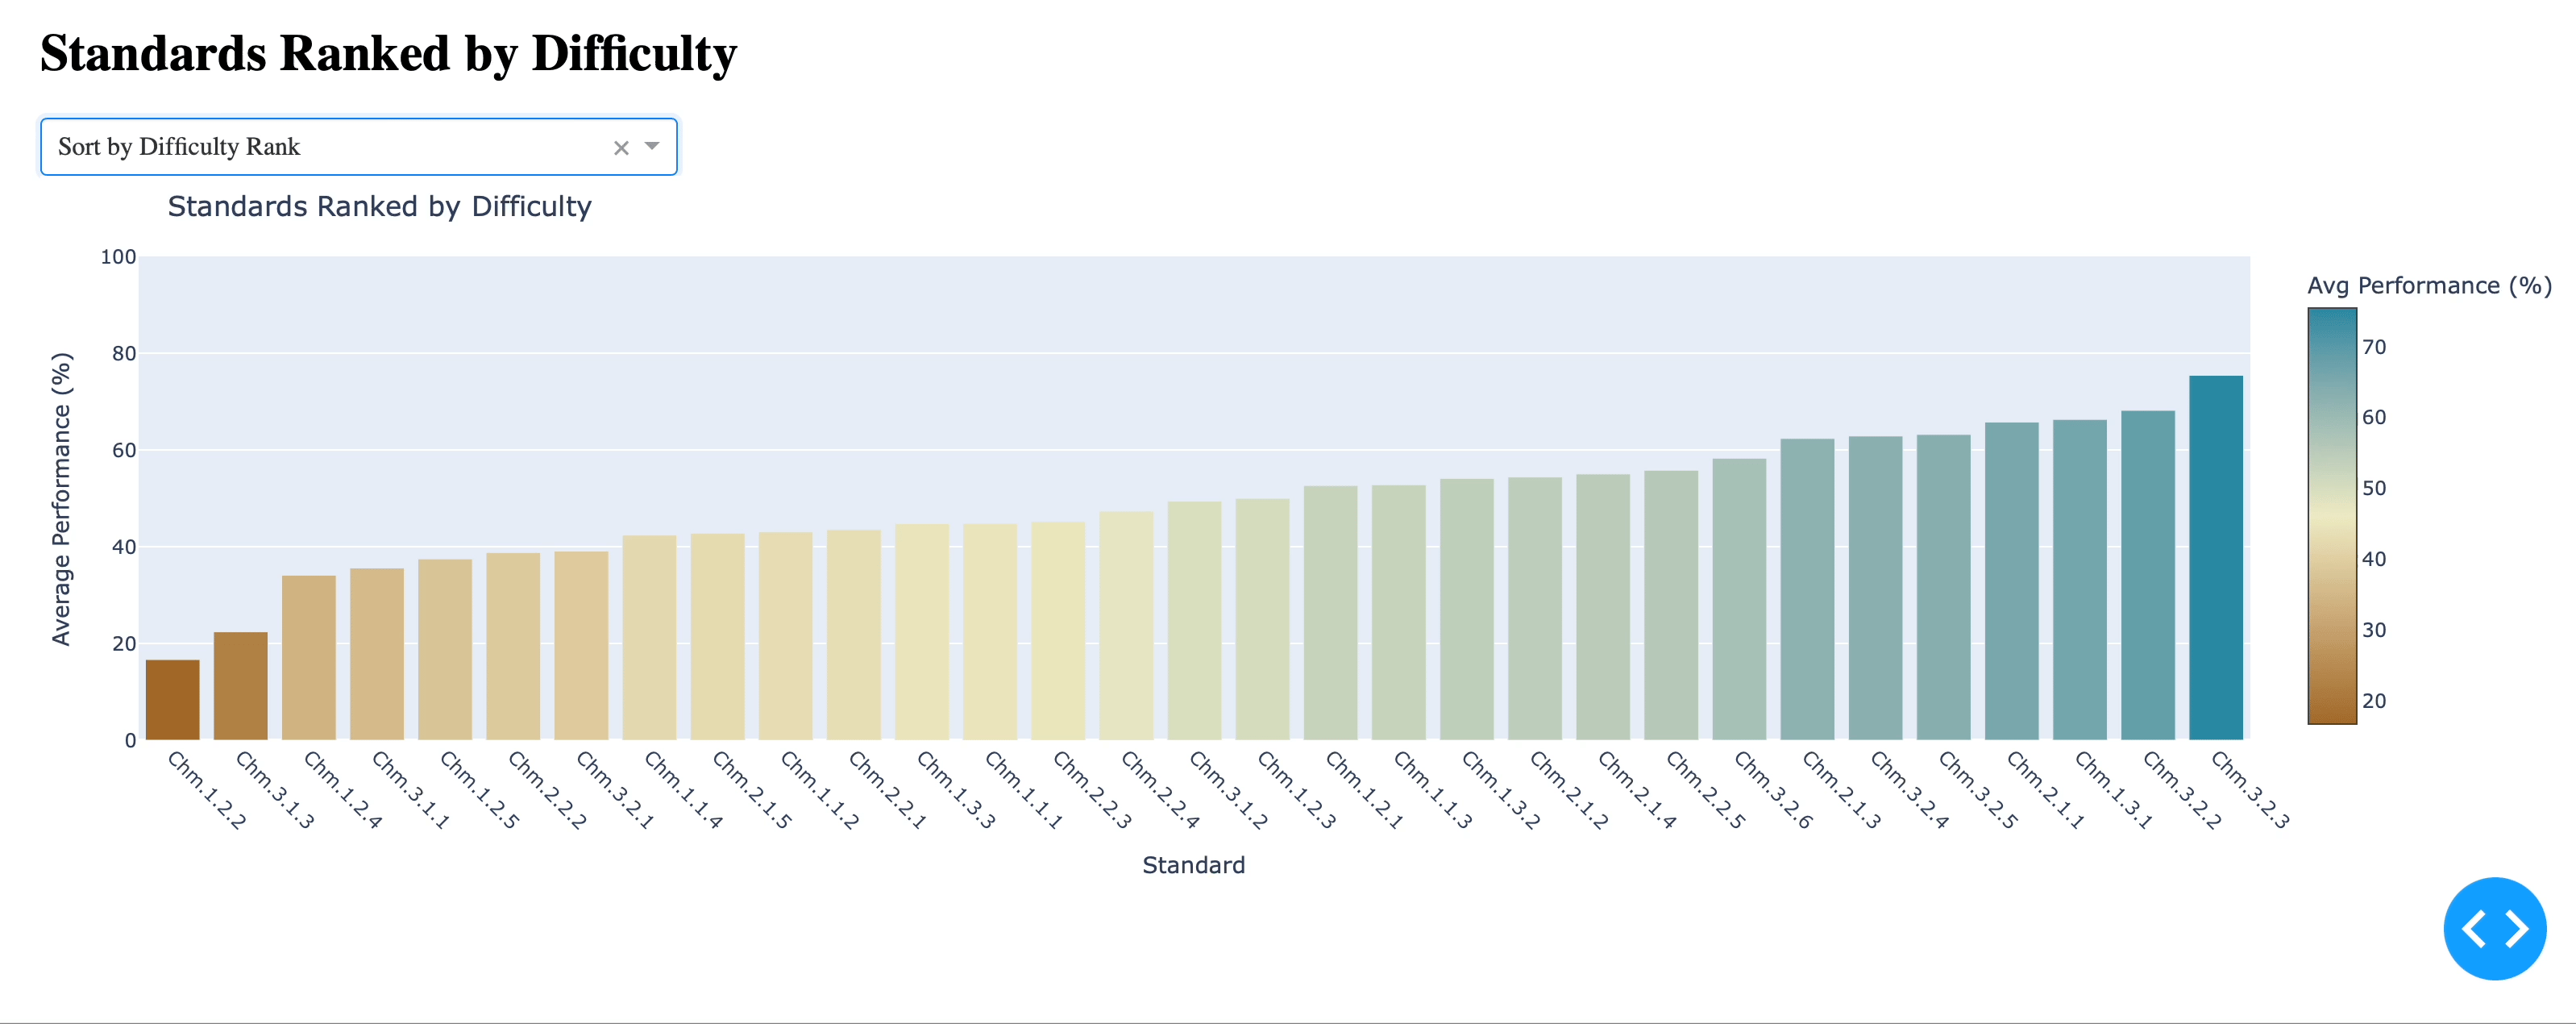 Standards Ranked by Difficulty
Sort by Difficulty Rank
Standards Ranked by Difficulty
100
80
60
40
20
0
Average Performance (%)
Chm.1.2.2
Chm.3.1.3
Chm.1.2.4
Chm.3.1.1
Chm.1.2.5
Chm.2.2.2
Chm.3.2.1
Chm.1.1.4
Chm.2.1.5
Chm.1.1.2
Chm.2.2.1
Chm.1.3.3
Chm.1.1.1
Chm.2.2.3
Chm.2.2.4
Chm.3.1.2
Chm.1.2.3
Chm.1.2.1
Chm.1.1.3
Chm.1.3.2
Chm.2.1.2
Chm.2.1.4
Chm.2.2.5
Chm.3.2.6
Chm.2.1.3
Chm.3.2.4
Chm.3.2.5
Chm.2.1.1
Chm.1.3.1
Chm.3.2.2
Chm.3.2.3
Standard
Avg Performance (%)
70
60
50
40
30
20